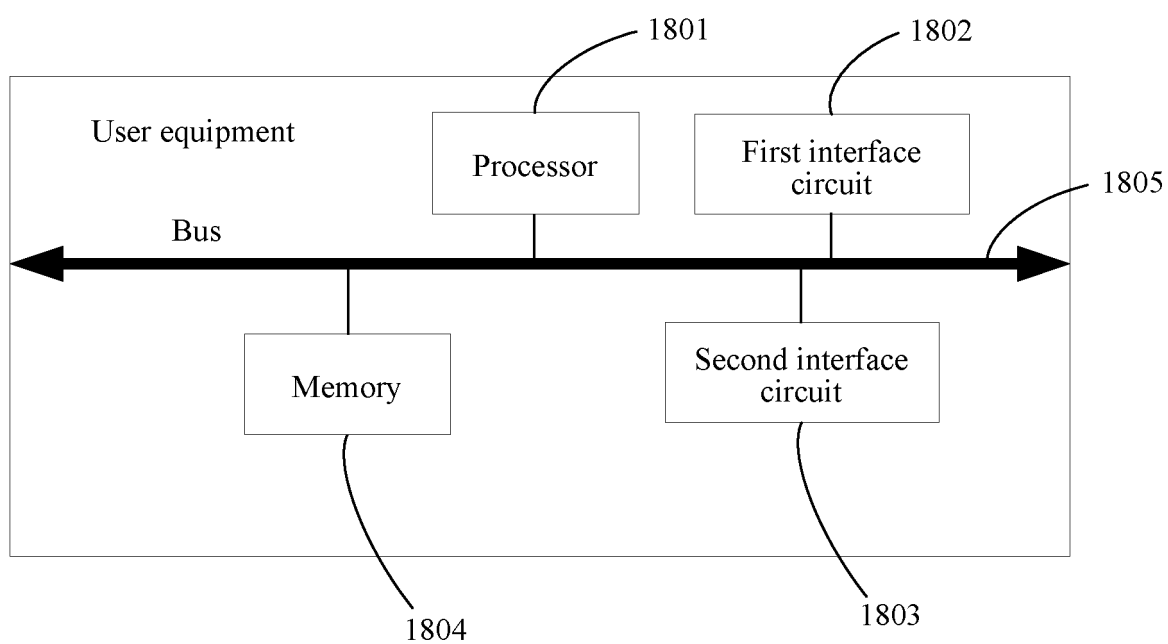 1801
1802
User equipment
Processor
First interface
circuit
1805
Bus
Memory
Second interface
circuit
1804
1803